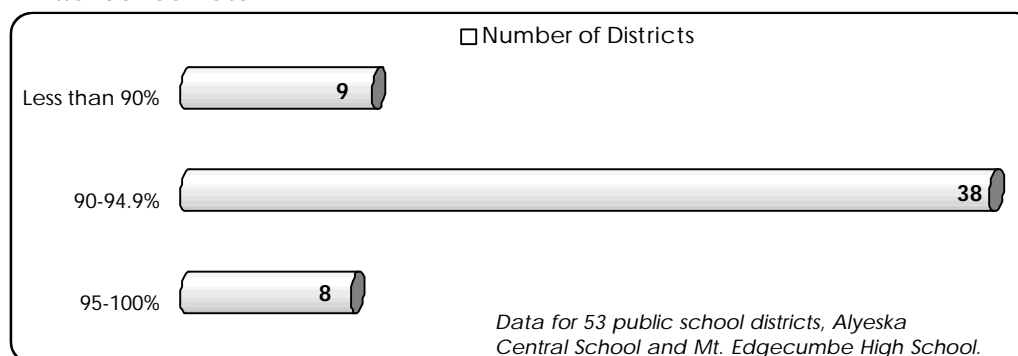 Number of Districts
Less than 90%
9
90-94.9%
38
95-100%
8
Data for 53 public school districts, Alyeska
Central School and Mt. Edgecumbe High School.